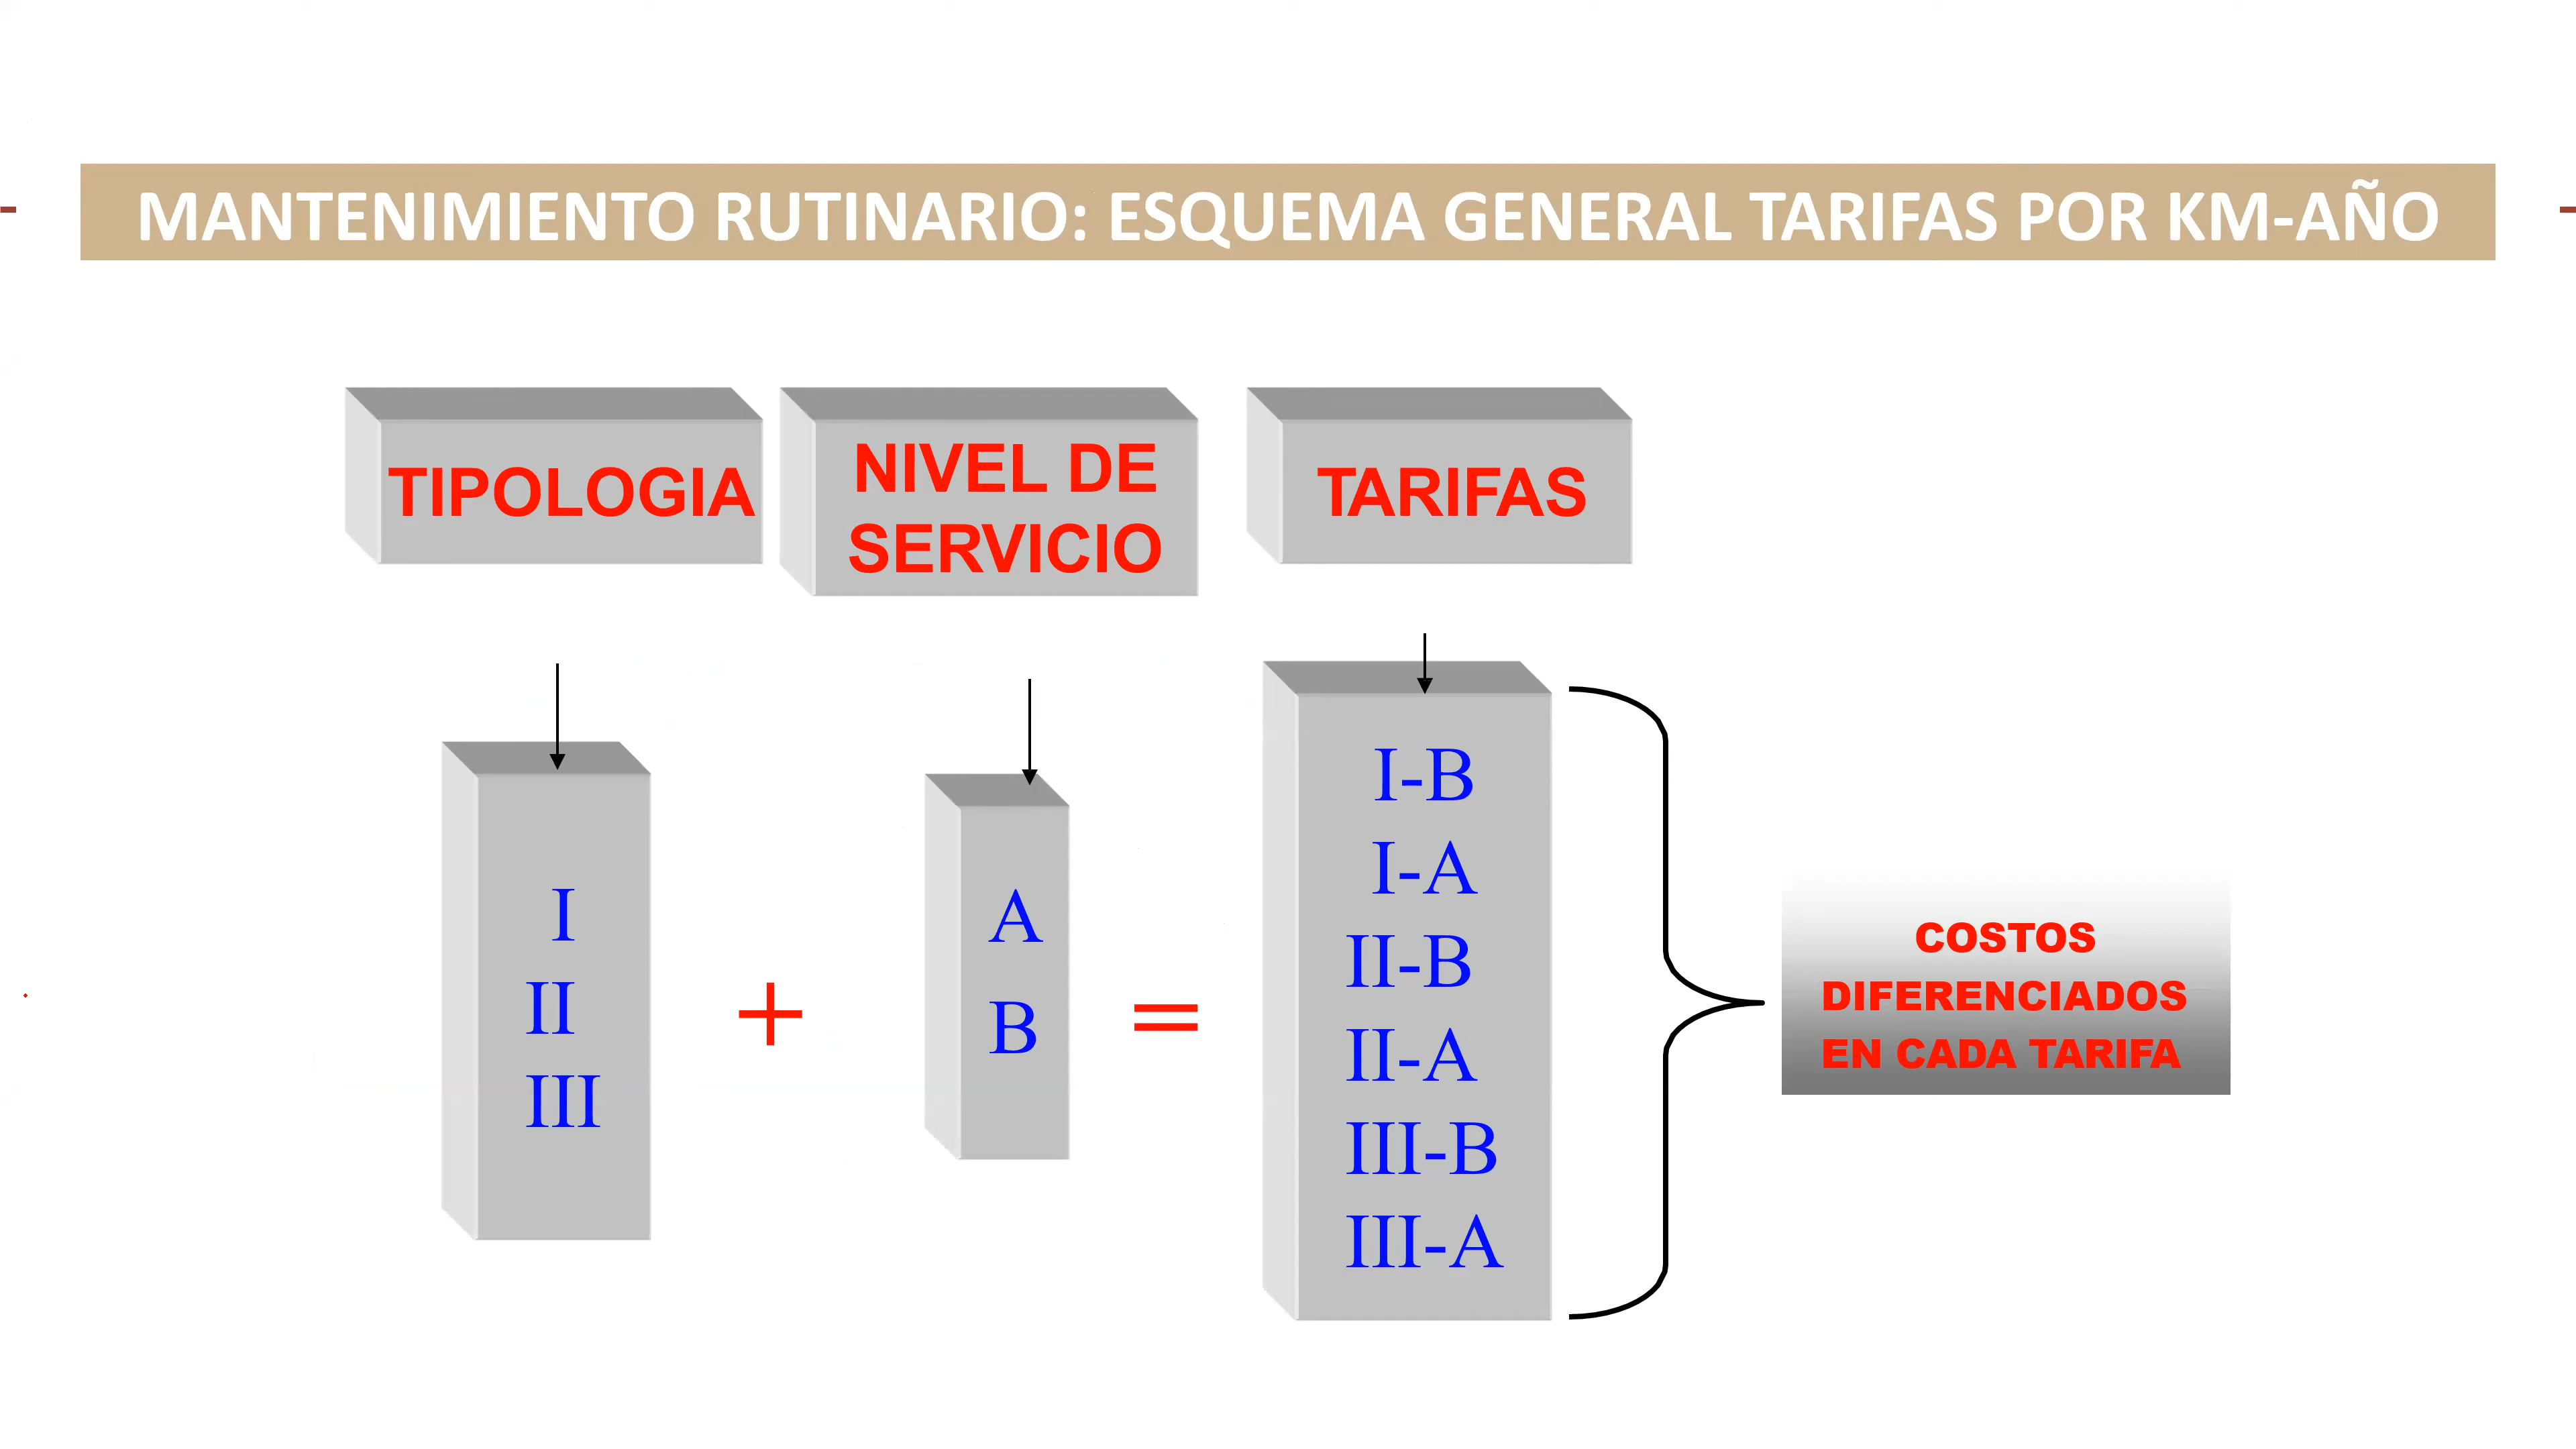 MANTENIMIENTO RUTINARIO: ESQUEMA GENERAL TARIFAS POR KM-AÑO
TIPOLOGIA
NIVEL DE
SERVICIO
TARIFAS
I
II
III
+
A
B
=
I-B
I-A
II-B
II-A
III-B
III-A
COSTOS
DIFERENCIADOS
EN CADA TARIFA